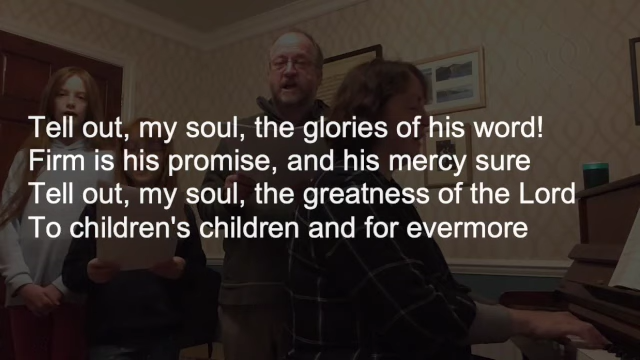 Tell out, my soul, the glories of his word!
Firm is his promise, and his mercy sure
Tell out, my soul, the greatness of the Lord
To children's children and for evermore